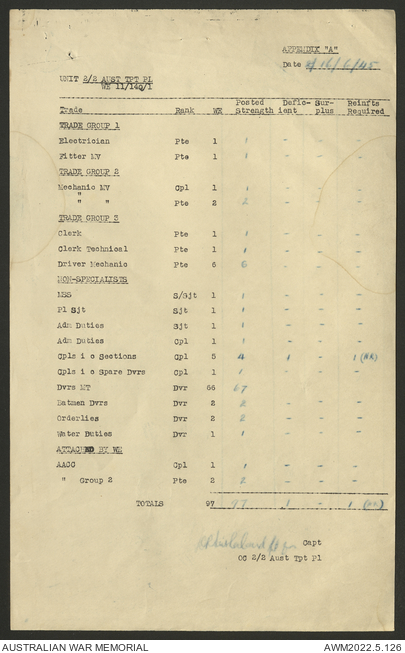 APPENDIX "A"
Date 16/6/45
UNIT 2/2 AUST TPT PL
WE 11/140/1
Trade Rank WE Posted Strength Defic-ient Sur-plus Reinfts Required
TRADE GROUP 1
Electrician Pte 1 1 - - -
Fitter MV Pte 1 1 - - -
TRADE GROUP 2
Mechanic MV Cpl 1 1 - - -
" " Pte 2 2 - - -
TRADE GROUP 3
Clerk Pte 1 1 - - -
Clerk Technical Pte 1 1 - - -
Driver Mechanic Pte 6 6 - - -
NON-SPECIALISTS
S/Sjt 1 1 - - -
Pl Sjt Sjt 1 1 - - -
Adm Duties Sjt 1 1 - - -
Adm Duties Cpl 1 1 - - -
Cpls i c Sections Cpl 5 4 1 - 1 (NR)
Cpls i c Spare Dvrs Cpl 1 1 - - -
Dvrs MT Dvr 66 67 - - -
Batmen Dvrs Dvr 2 2 - - -
Orderlies Dvr 2 2 - - -
Water Duties Dvr 1 1 - - -
ATTACHED BY WE
AACC Cpl 1 1 - - -
" Group 2 Pte 2 2 - - -
TOTALS 97 1 - 1 (NR)
Capt
OC 2/2 Aust Tpt Pl
AUSTRALIAN WAR MEMORIAL AWM2022.5.126